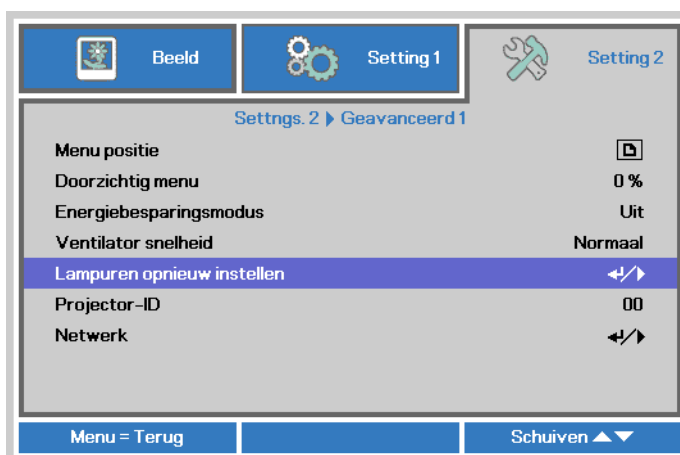 Beeld
Setting 1
Setting 2
Settngs. 2 Geavanceerd 1
Menu positie
Doorzichtig menu 0 %
Energiebesparingsmodus Uit
Ventilator snelheid Normaal
Lampuren opnieuw instellen /
Projector-ID 00
Netwerk /
Menu = Terug
Schuiven